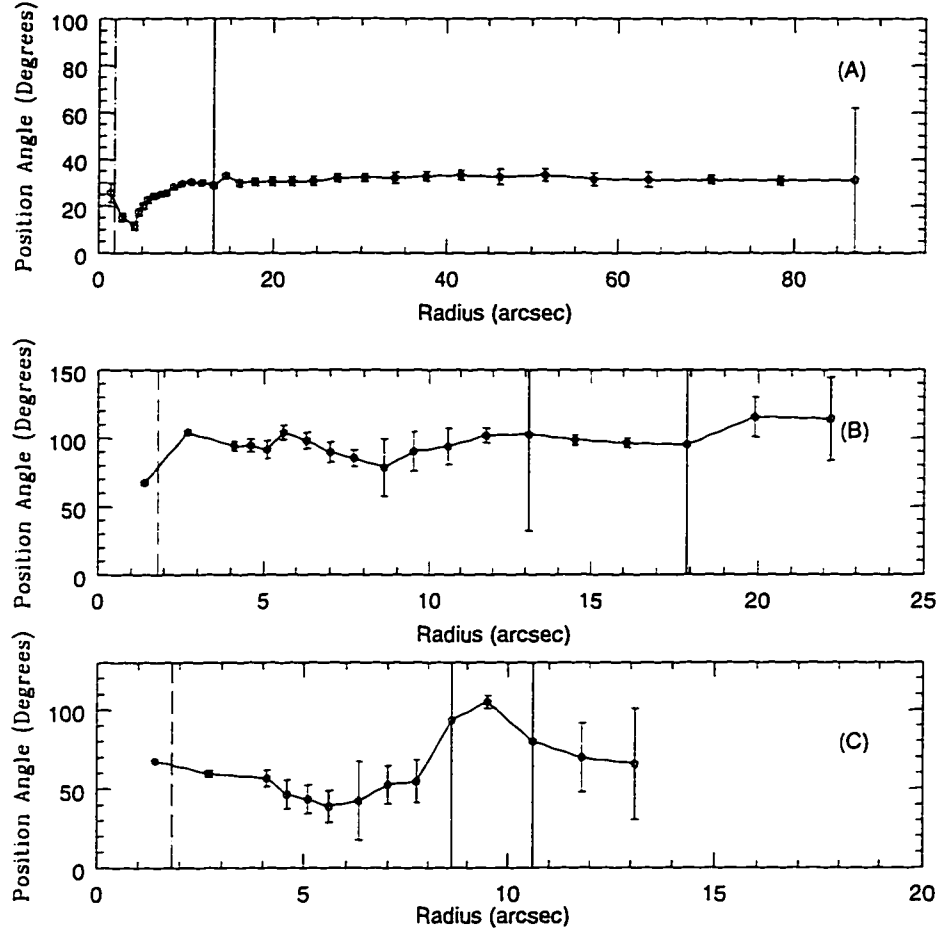 100
80
60
40
20
0
Position Angle (Degrees)
(A)
0 20 40 60 80
Radius (arcsec)
150
100
50
0
Position Angle (Degrees)
(B)
0 5 10 15 20 25
Radius (arcsec)
100
50
0
Position Angle (Degrees)
(C)
0 5 10 15 20
Radius (arcsec)